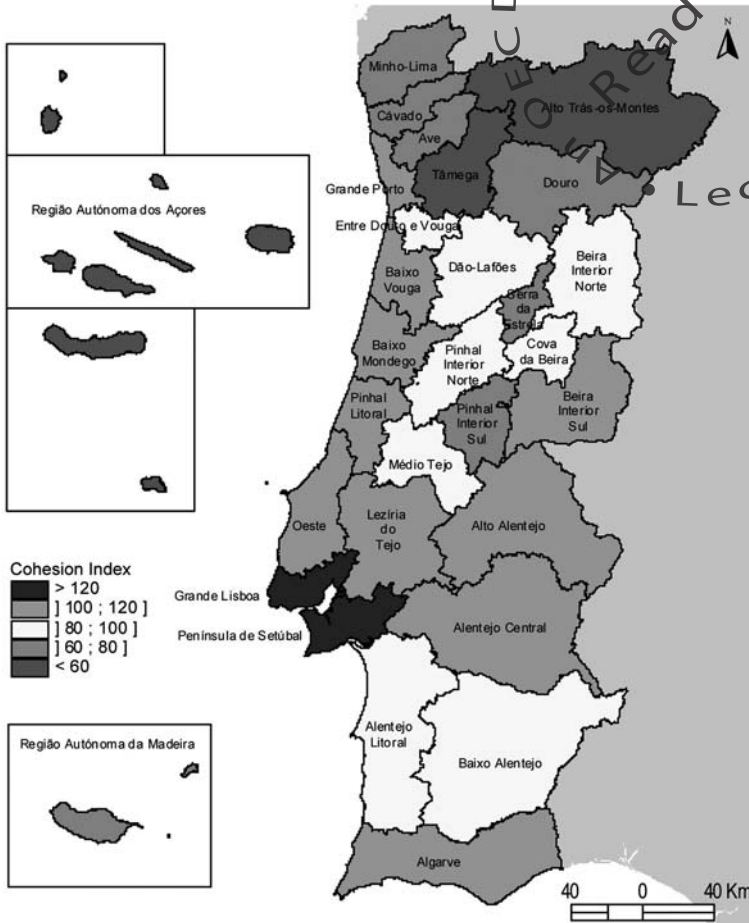 N
Minho-Lima
Alto Trás-os-Montes
Cávado
Ave
Tâmega
Douro
Grande Porto
Região Autónoma dos Açores
Entre Douro e Vouga
Dão-Lafões
Beira
Interior
Norte
Baixo
Vouga
Serra
da
Estrela
Baixo
Mondego
Pinhal
Interior
Norte
Cova
da Beira
Pinhal
Litoral
Pinhal
Interior
Sul
Beira
Interior
Sul
Médio Tejo
Oeste
Lezíria
do
Tejo
Alto Alentejo
Cohesion Index
> 120
] 100 ; 120 ]
] 80 ; 100 ]
] 60 ; 80 ]
< 60
Grande Lisboa
Península de Setúbal
Alentejo Central
Região Autónoma da Madeira
Alentejo
Litoral
Baixo Alentejo
Algarve
40 0 40 Km